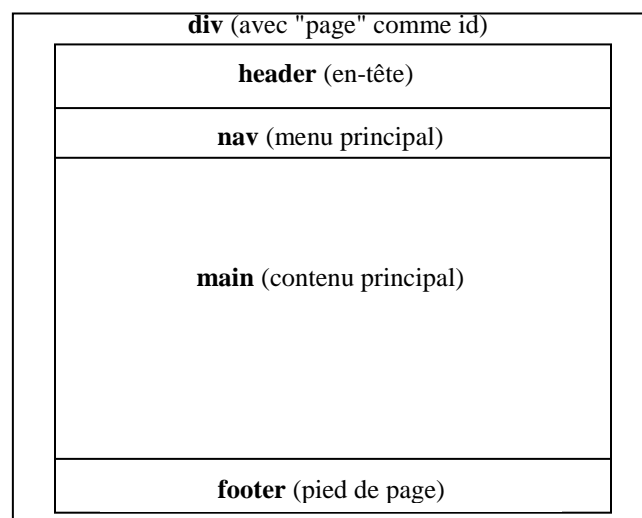 div (avec "page" comme id)
header (en-tête)
nav (menu principal)
main (contenu principal)
footer (pied de page)